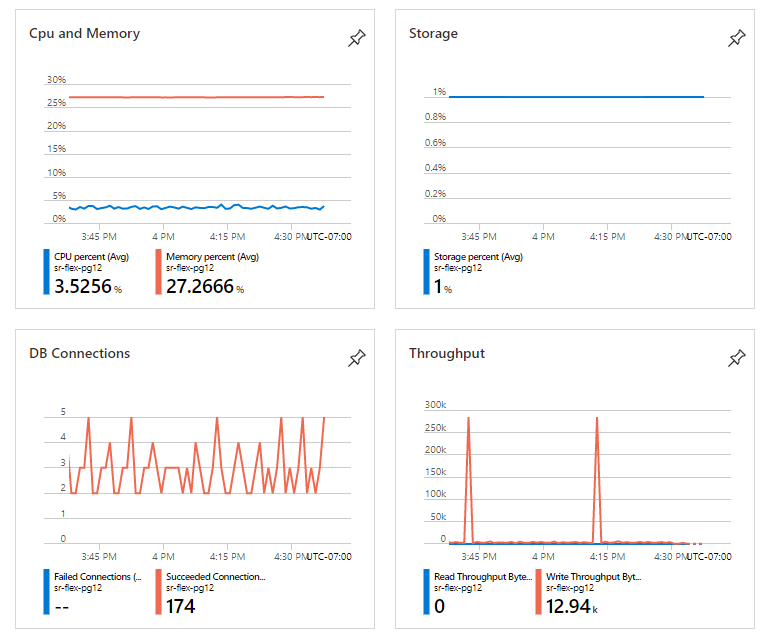 Cpu and Memory
30%
25%
20%
15%
10%
5%
0%
3:45 PM 4 PM 4:15 PM 4:30 PM UTC-07:00
CPU percent (Avg) Memory percent (Avg)
sr-flex-pg12 sr-flex-pg12
3.5256 % 27.2666 %
Storage
1%
0.8%
0.6%
0.4%
0.2%
0%
3:45 PM 4 PM 4:15 PM 4:30 PM UTC-07:00
Storage percent (Avg)
sr-flex-pg12
1 %
DB Connections
5
4
3
2
1
0
3:45 PM 4 PM 4:15 PM 4:30 PM UTC-07:00
Failed Connections (... Succeeded Connection...
sr-flex-pg12 sr-flex-pg12
-- 174
Throughput
300k
250k
200k
150k
100k
50k
0
3:45 PM 4 PM 4:15 PM 4:30 PM UTC-07:00
Read Throughput Byte... Write Throughput Byt...
sr-flex-pg12 sr-flex-pg12
0 12.94 k